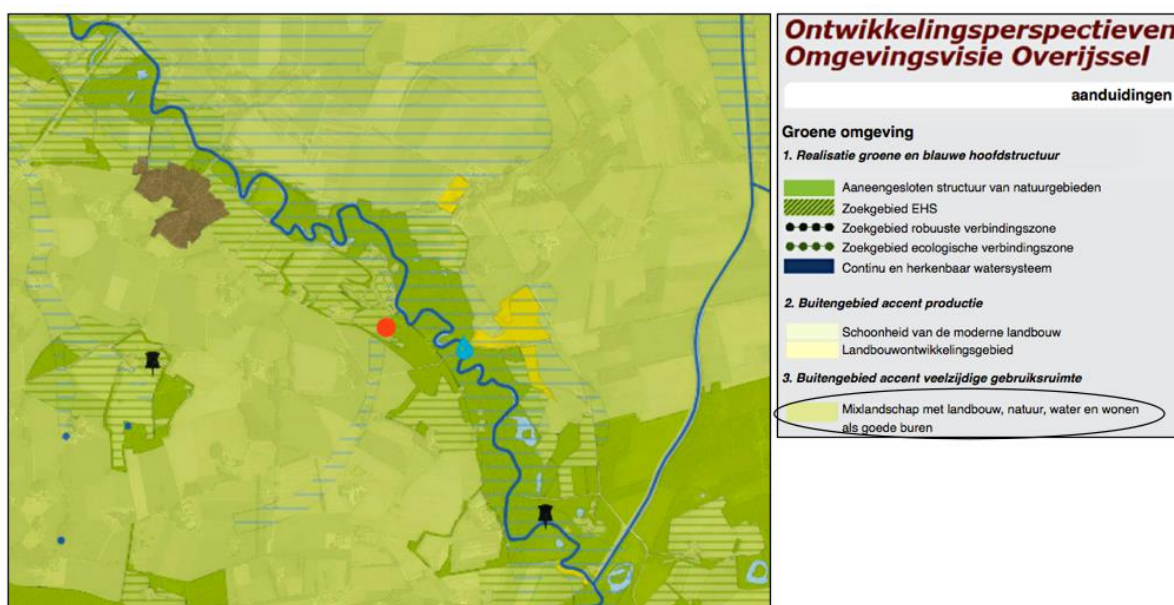 Ontwikkelingsperspectieven
Omgevingsvisie Overijssel
aanduidingen
Groene omgeving
1. Realisatie groene en blauwe hoofdstructuur
Aaneengesloten structuur van natuurgebieden
Zoekgebied EHS
Zoekgebied robuuste verbindingszone
Zoekgebied ecologische verbindingszone
Continu en herkenbaar watersysteem
2. Buitengebied accent productie
Schoonheid van de moderne landbouw
Landbouwontwikkelingsgebied
3. Buitengebied accent veelzijdige gebruiksruimte
Mixlandschap met landbouw, natuur, water en wonen
als goede buren